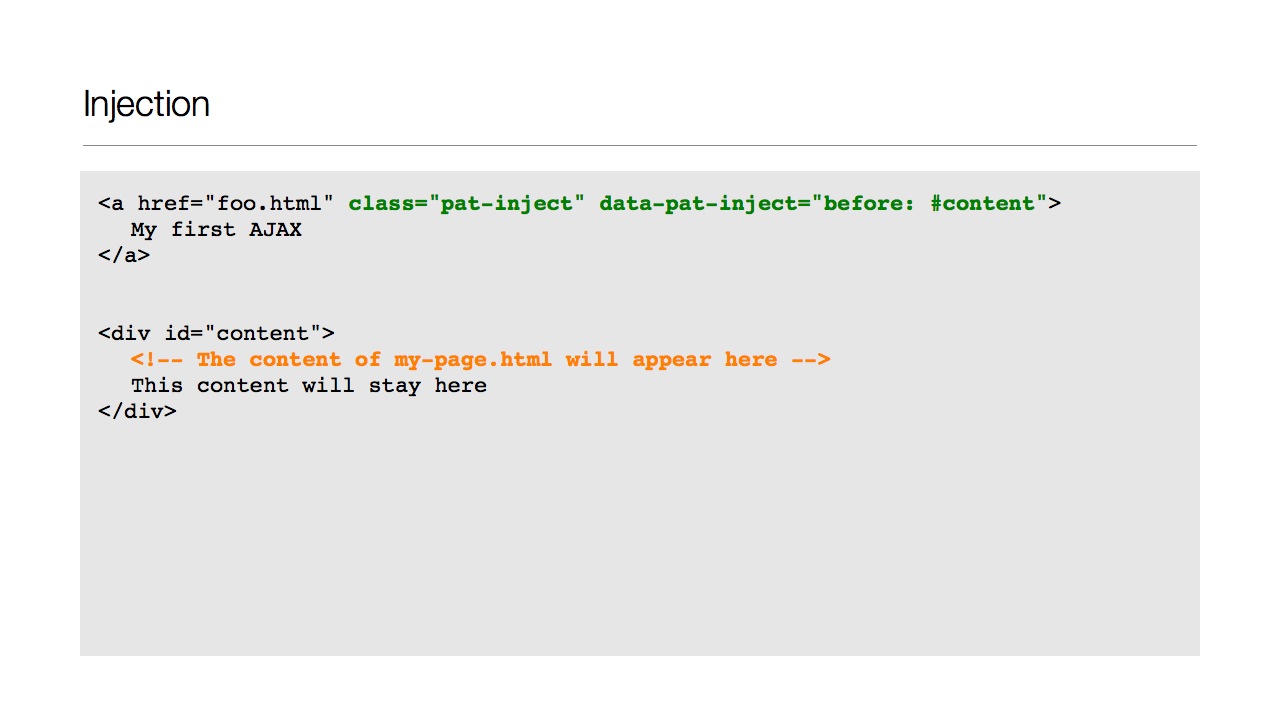 Injection
<a href="foo.html" class="pat-inject" data-pat-inject="before: #content">
My first AJAX
</a>
<div id="content">
<!-- The content of my-page.html will appear here -->
This content will stay here
</div>